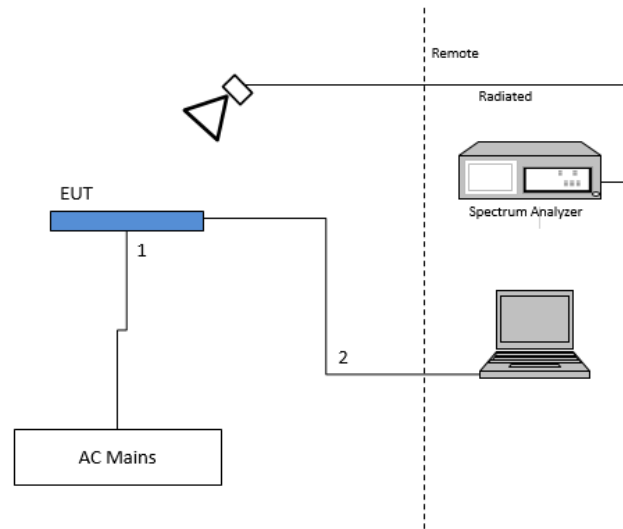 Remote
Radiated
EUT
Spectrum Analyzer
1
2
AC Mains